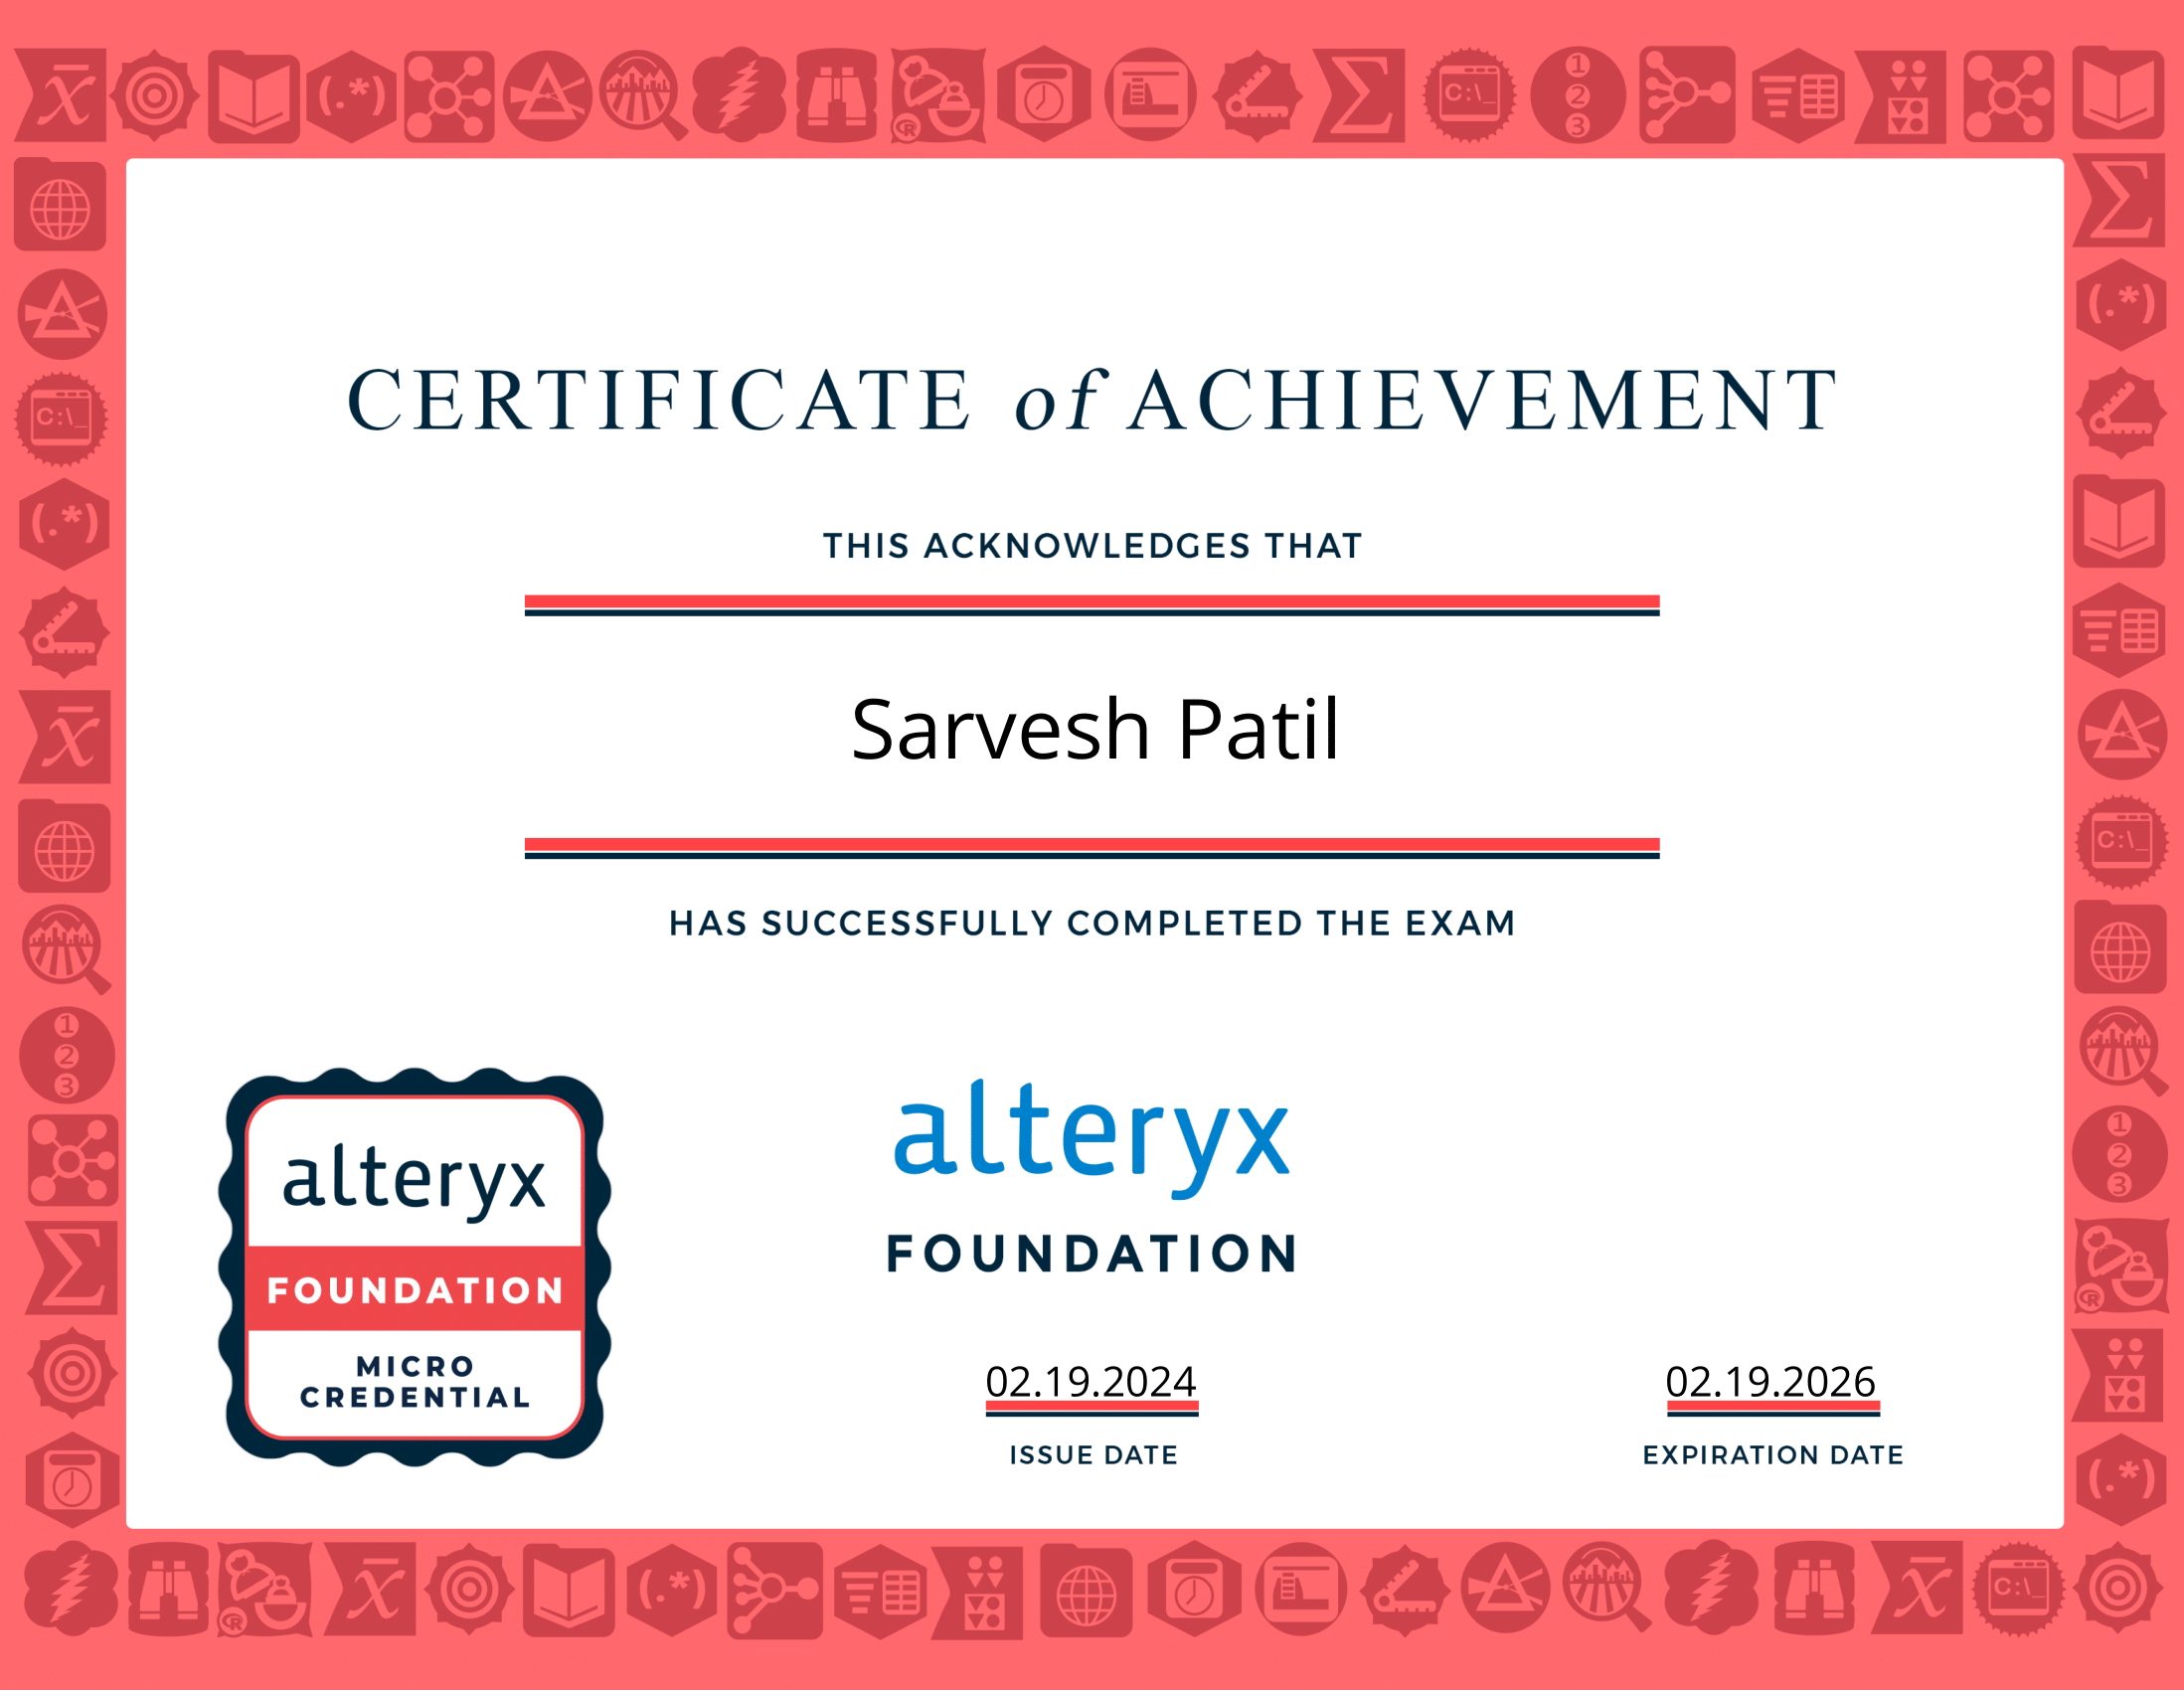 CERTIFICATE of ACHIEVEMENT
THIS ACKNOWLEDGES THAT
Sarvesh Patil
HAS SUCCESSFULLY COMPLETED THE EXAM
alteryx
FOUNDATION
MICRO
CREDENTIAL
alteryx
FOUNDATION
02.19.2024
ISSUE DATE
02.19.2026
EXPIRATION DATE